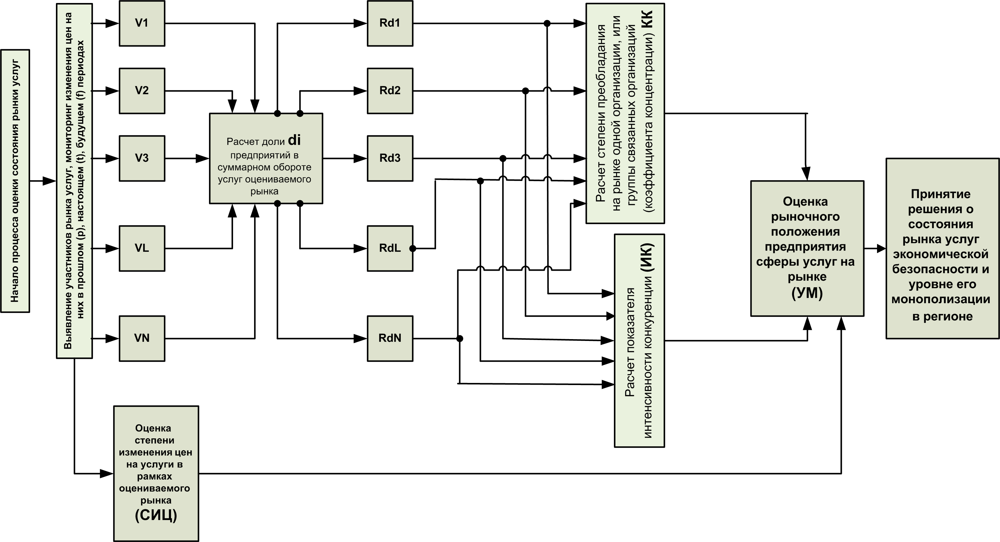 Начало процесса оценки состояния рынки услуг
Выявление участников рынка услуг, мониторинг изменения цен на
них в прошлом (p), настоящем (t), будущем (f) периодах
V1
V2
V3
VL
VN
Расчет доли di
предприятий в
суммарном обороте
услуг оцениваемого
рынка
Rd1
Rd2
Rd3
RdL
RdN
Расчет степени преобладания
на рынке одной организации, или
группы связанных организаций
(коэффициента концентрации) КК
Расчет показателя
интенсивности конкуренции (ИК)
Оценка
степени
изменения цен
на услуги в
рамках
оцениваемого
рынка
(СИЦ)
Оценка
рыночного
положения
предприятия
сферы услуг на
рынке
(УМ)
Принятие
решения о
состояния
рынка услуг
экономической
безопасности и
уровне его
монополизации
в регионе